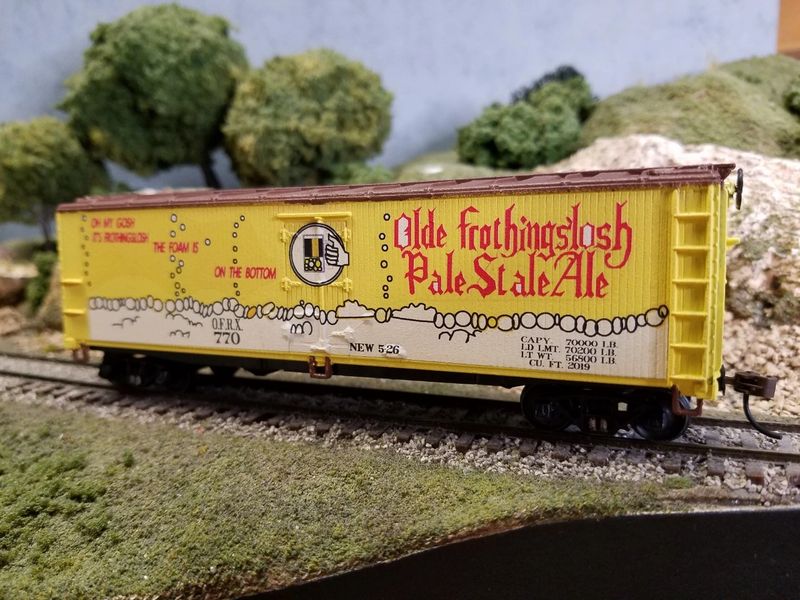 OH MY GOSH
IT'S FROTHINGSLOSH
THE FOAM IS
ON THE BOTTOM
Olde Frothingslosh
Pale Stale Ale
O.F.R.X.
770
NEW 5-26
CAPY. 70000 LB.
LD LMT. 70200 LB.
LT WT. 56800 LB.
CU. FT. 2019